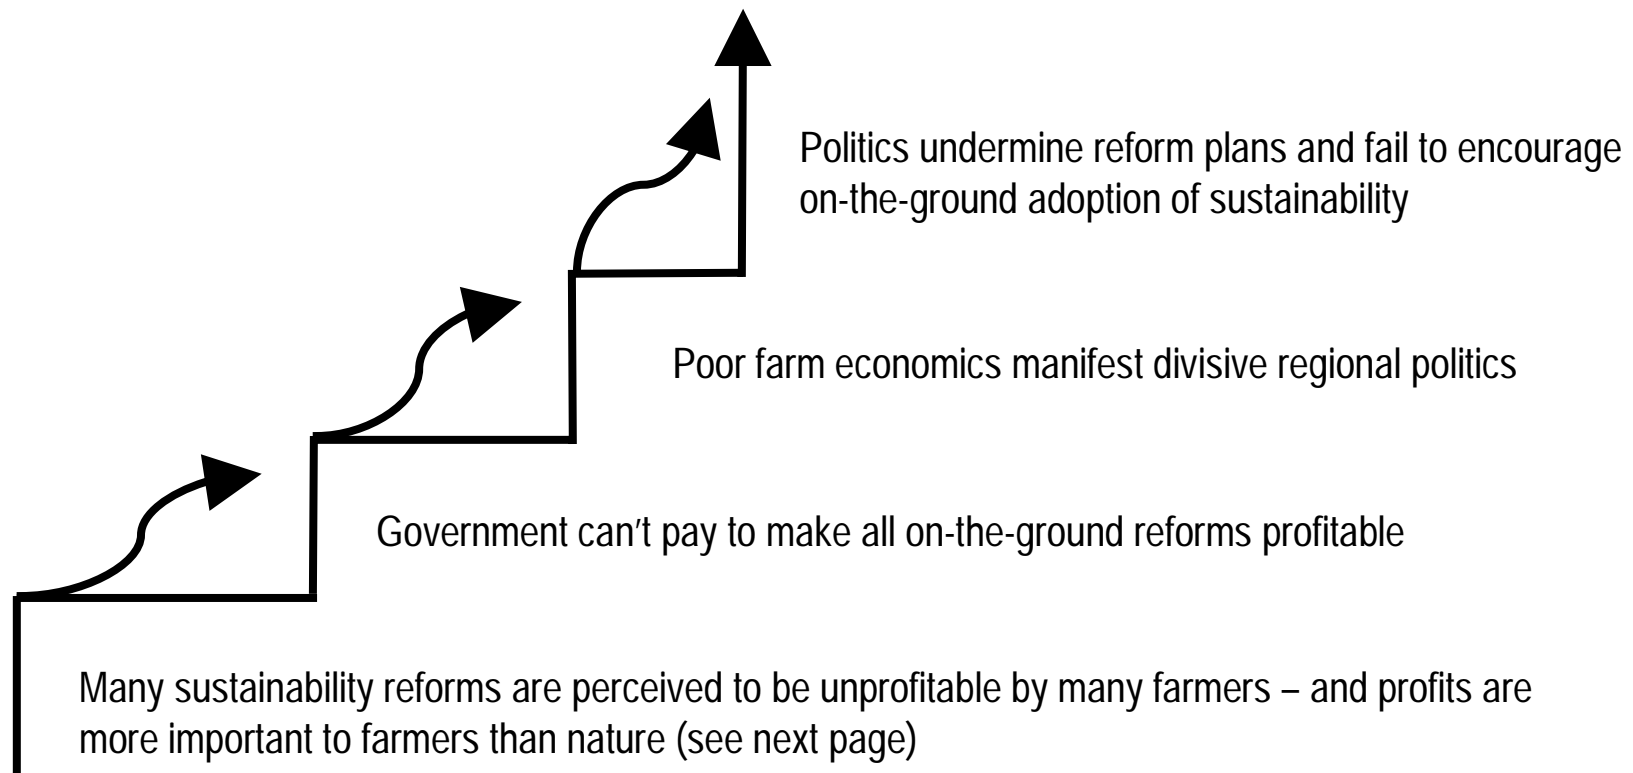 Politics undermine reform plans and fail to encourage
on-the-ground adoption of sustainability
Poor farm economics manifest divisive regional politics
Government can't pay to make all on-the-ground reforms profitable
Many sustainability reforms are perceived to be unprofitable by many farmers – and profits are
more important to farmers than nature (see next page)